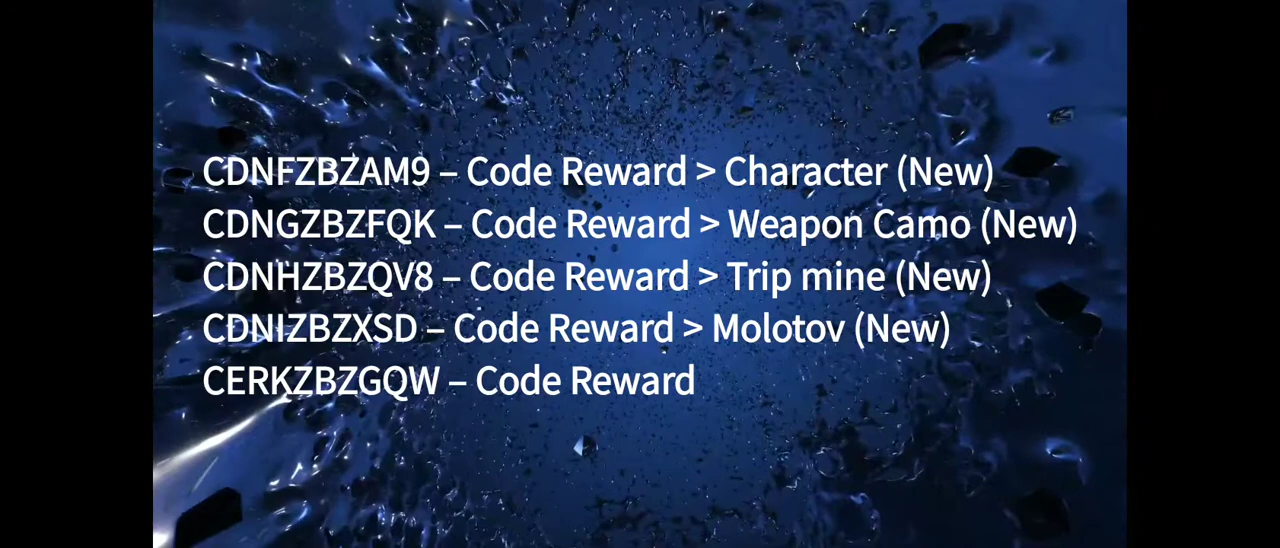 CDNFZBZAM9 – Code Reward > Character (New)
CDNGZBZFQK – Code Reward > Weapon Camo (New)
CDNHZBZQV8 – Code Reward > Trip mine (New)
CDNIZBZXSD – Code Reward > Molotov (New)
CERKZBZGQW – Code Reward